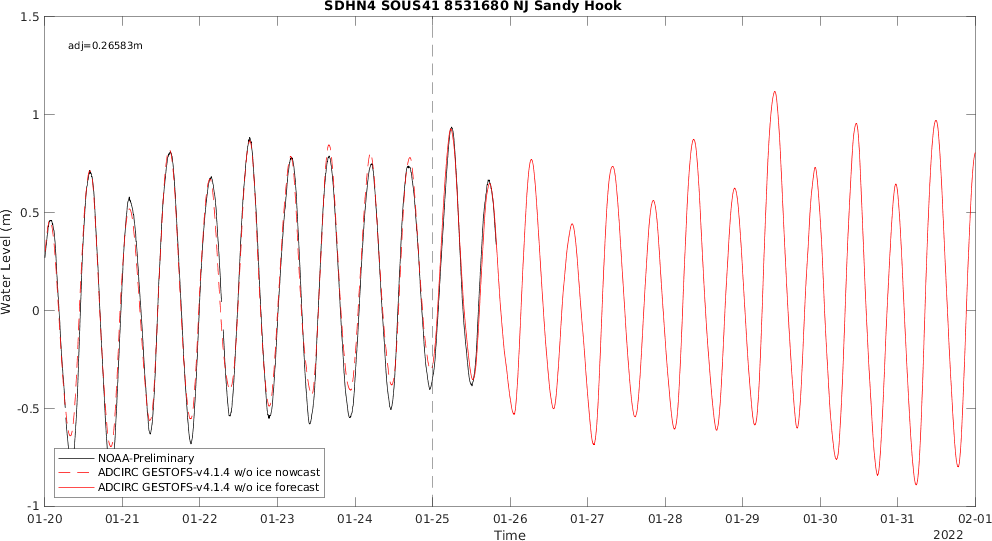 SDHN4 SOUS41 8531680 NJ Sandy Hook
adj=0.26583m
Water Level (m)
1.5
1
0.5
0
-0.5
-1
NOAA-Preliminary
ADCIRC GESTOFS-v4.1.4 w/o ice nowcast
ADCIRC GESTOFS-v4.1.4 w/o ice forecast
01-20 01-21 01-22 01-23 01-24 01-25 01-26 01-27 01-28 01-29 01-30 01-31 02-01
Time
2022